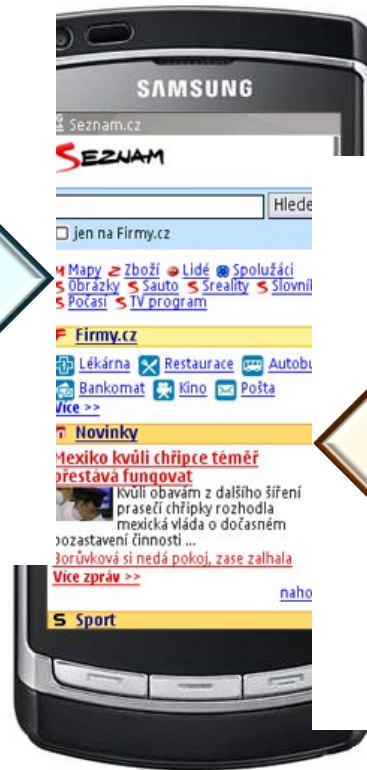 SAMSUNG
Seznam.cz
SEZNAM
Hlede
jen na Firmy.cz
Mapy Zboží Lidé Spolužáci
Obrázky Sauto Sreality Slovník
Počasí TV program
Firmy.cz
Lékárna Restaurace Autobu
Bankomat Kino Pošta
Více >>
Novinky
Mexiko kvůli chřipce téměř
přestává fungovat
Kvůli obavám z dalšího šíření
prasečí chřipky rozhodla
mexická vláda o dočasném
pozastavení činnosti ...
Borůvková si nedá pokoj, zase zalhala
Více zpráv >>
naho
Sport